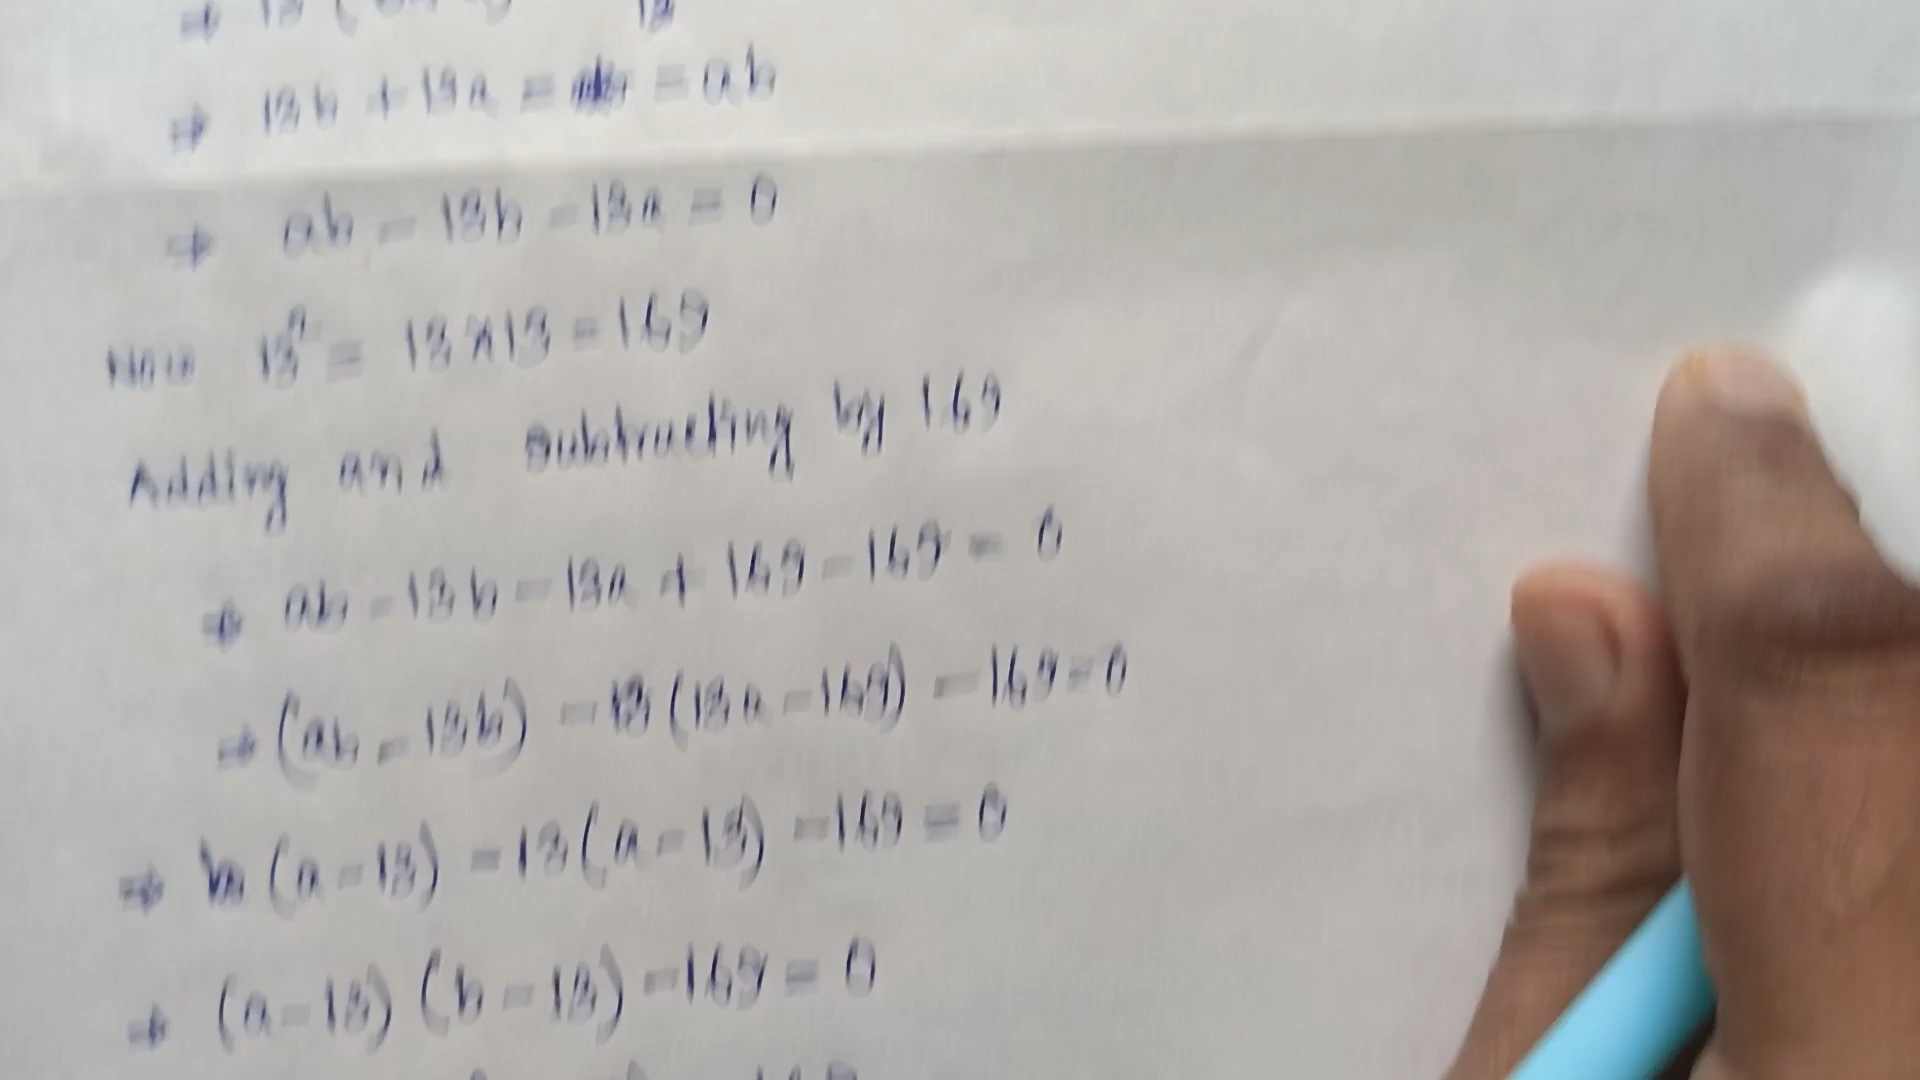 ⇒ 13b + 13a = = ab
⇒ ab - 13b - 13a = 0
Now 13² = 13 × 13 = 169
Adding and subtracting by 169
⇒ ab - 13b - 13a + 169 - 169 = 0
⇒ (ab - 13b) - (13a - 169) - 169 = 0
⇒ b (a - 13) - 13 (a - 13) - 169 = 0
⇒ (a - 13) (b - 13) - 169 = 0